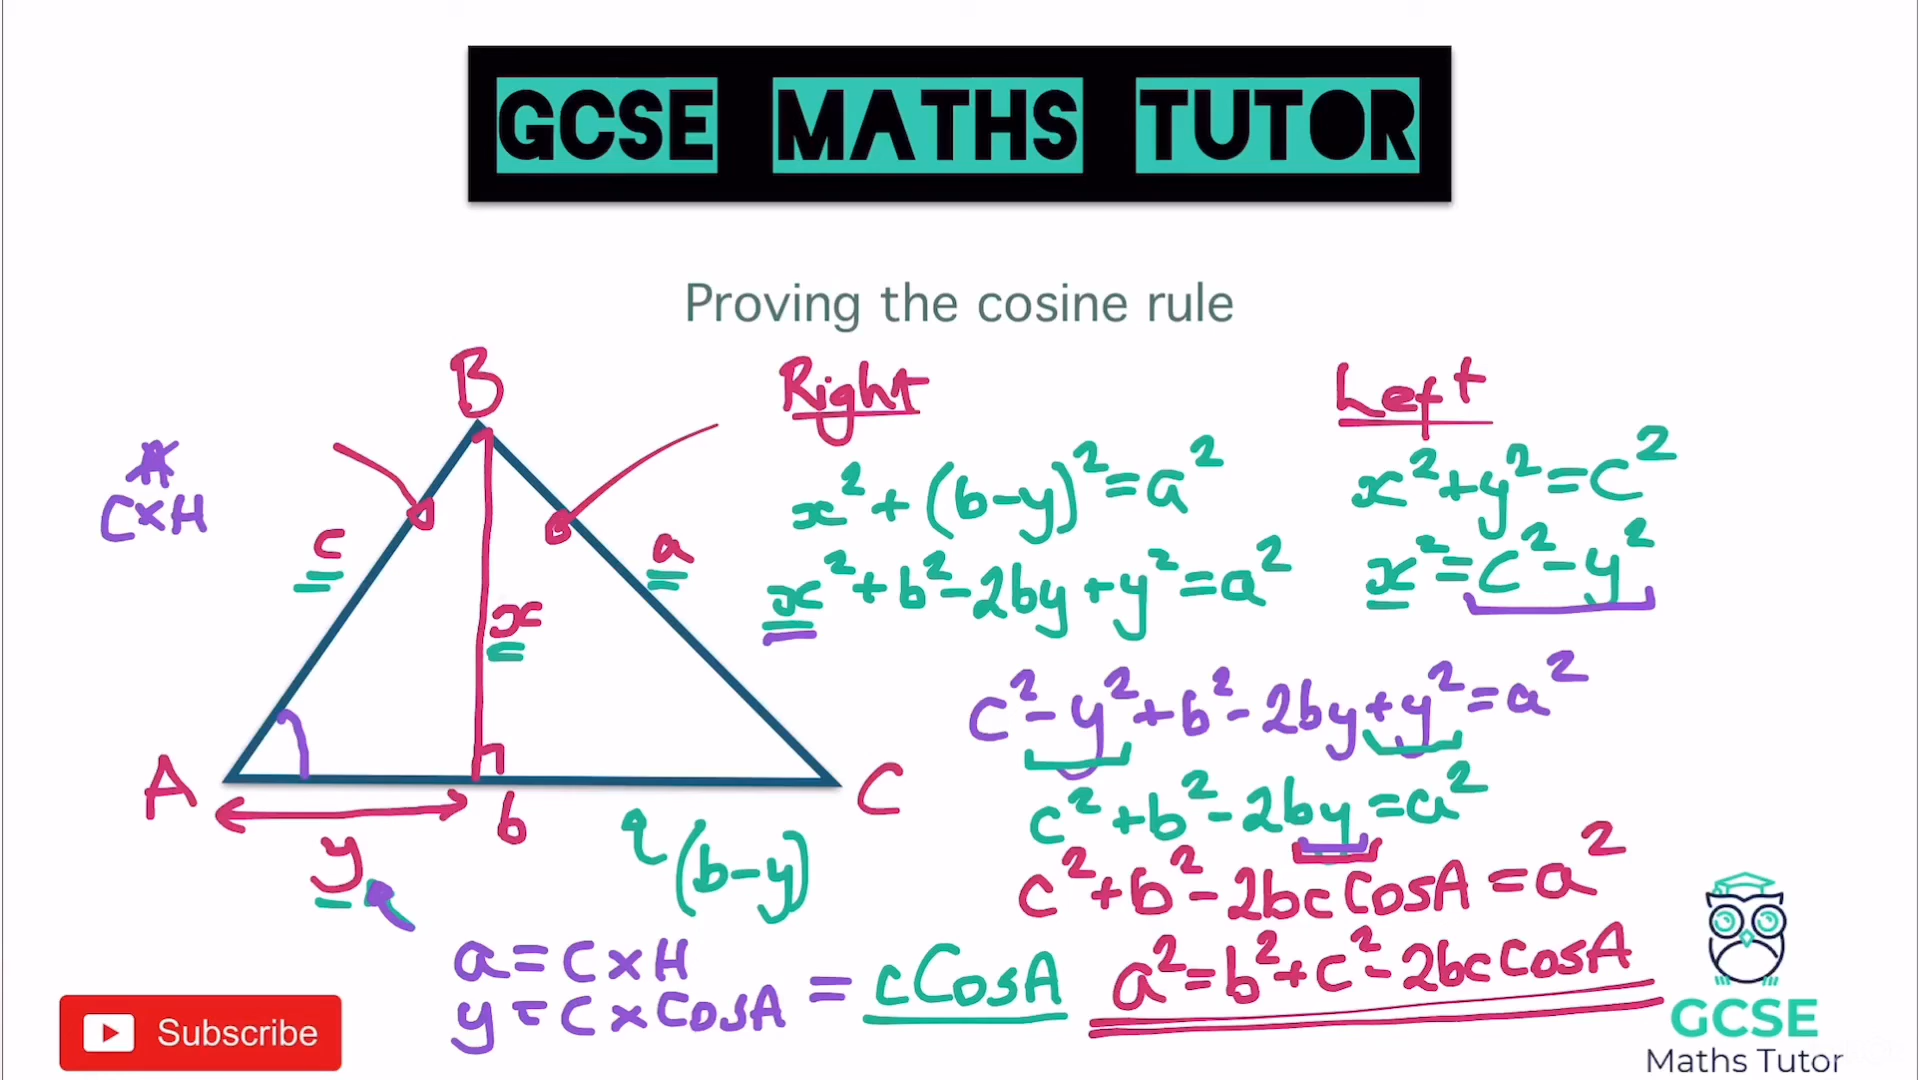 GCSE MATHS TUTOR
Proving the cosine rule
B
A
C
c
a
x
b
y
(b-y)
A
C×H
a = C×H
y = C×CosA = cCosA
Right
x²+(b-y)²=a²
x²+b²-2by+y²=a²
Left
x²+y²=c²
x²=c²-y²
c²-y²+b²-2by+y²=a²
c²+b²-2by=a²
c²+b²-2bcCosA=a²
a²=b²+c²-2bcCosA
Subscribe
GCSE
Maths Tutor